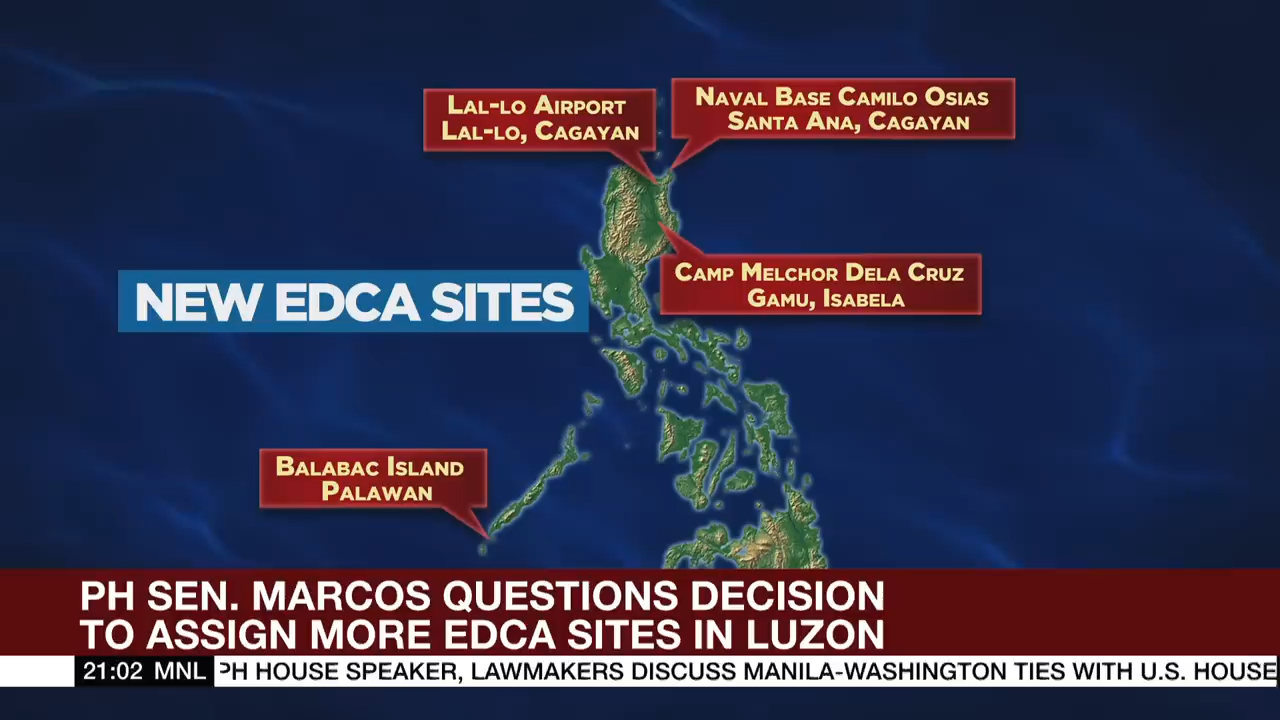 Lal-lo Airport
Lal-lo, Cagayan
Naval Base Camilo Osias
Santa Ana, Cagayan
Camp Melchor Dela Cruz
Gamu, Isabela
NEW EDCA SITES
Balabac Island
Palawan
PH SEN. MARCOS QUESTIONS DECISION
TO ASSIGN MORE EDCA SITES IN LUZON
21:02 MNL PH HOUSE SPEAKER, LAWMAKERS DISCUSS MANILA-WASHINGTON TIES WITH U.S. HOUSE